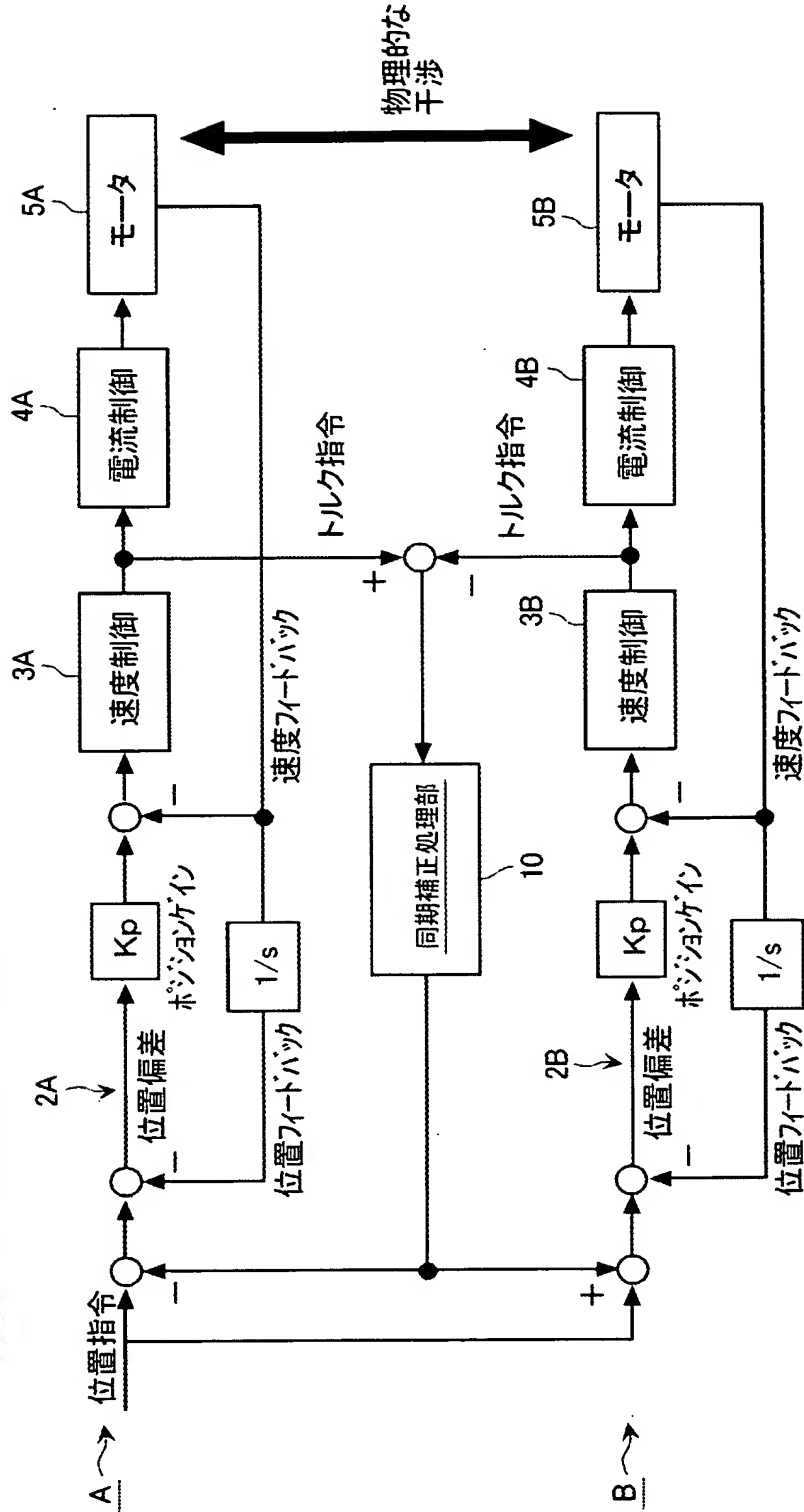 A
位置指令
−
−
2A
位置偏差
位置フィードバック
Kp
ポジションゲイン
1/s
−
3A
速度制御
速度フィードバック
4A
電流制御
5A
モータ
物理的な
干渉
トルク指令
+
−
トルク指令
同期補正処理部
10
B
+
−
2B
位置偏差
位置フィードバック
Kp
ポジションゲイン
1/s
−
3B
速度制御
速度フィードバック
4B
電流制御
5B
モータ